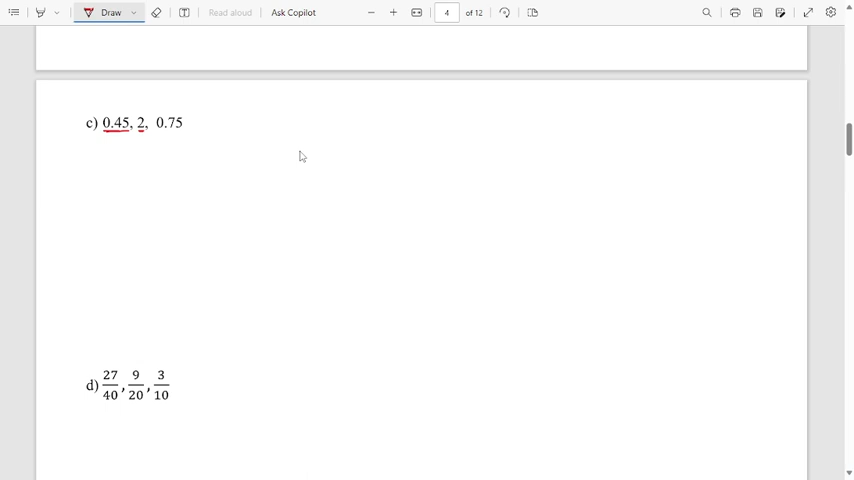 Draw
Read aloud
Ask Copilot
4 of 12
c) 0.45, 2, 0.75
d) 27/40, 9/20, 3/10